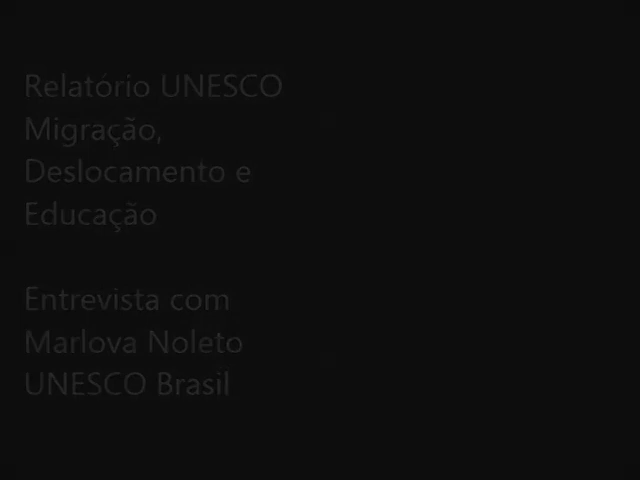 Relatório UNESCO
Migração,
Deslocamento e
Educação
Entrevista com
Marlova Noleto
UNESCO Brasil